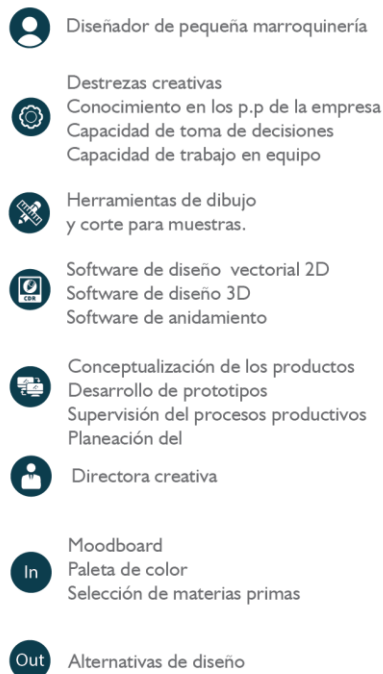 Diseñador de pequeña marroquinería
Destrezas creativas
Conocimiento en los p.p de la empresa
Capacidad de toma de decisiones
Capacidad de trabajo en equipo
Herramientas de dibujo
y corte para muestras.
Software de diseño vectorial 2D
Software de diseño 3D
Software de anidamiento
CDR
Conceptualización de los productos
Desarrollo de prototipos
Supervisión del procesos productivos
Planeación del
Directora creativa
Moodboard
Paleta de color
In
Selección de materias primas
Out
Alternativas de diseño